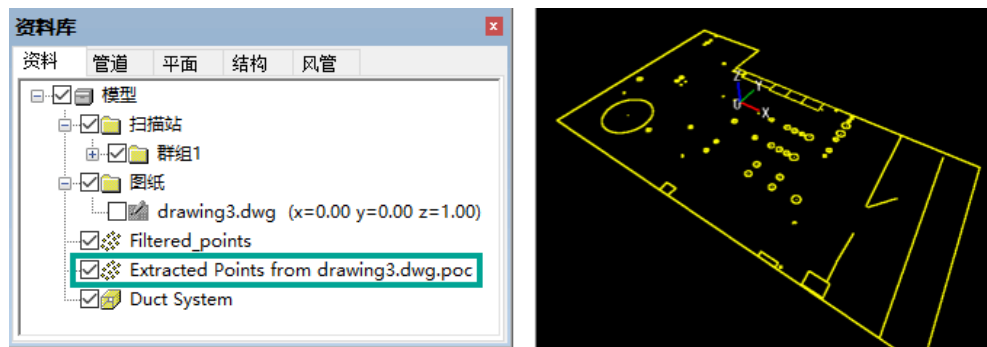 资料库
资料 管道 平面 结构 风管
模型
扫描站
群组1
图纸
drawing3.dwg (x=0.00 y=0.00 z=1.00)
Filtered_points
Extracted Points from drawing3.dwg.poc
Duct System
Z
Y
X